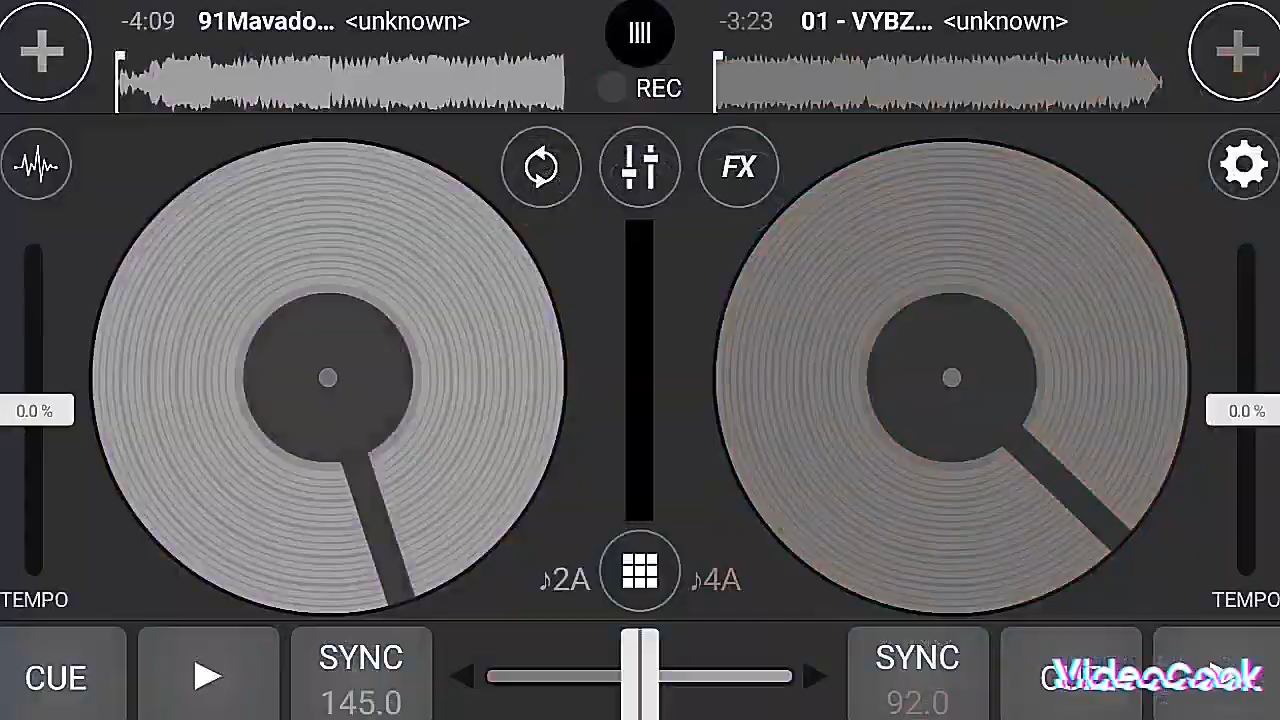 -4:09 91Mavado... <unknown>
-3:23 01 - VYBZ... <unknown>
REC
FX
0.0 %
0.0 %
♪2A
♪4A
TEMPO
TEMPO
CUE
SYNC
145.0
SYNC
92.0
VideoCook